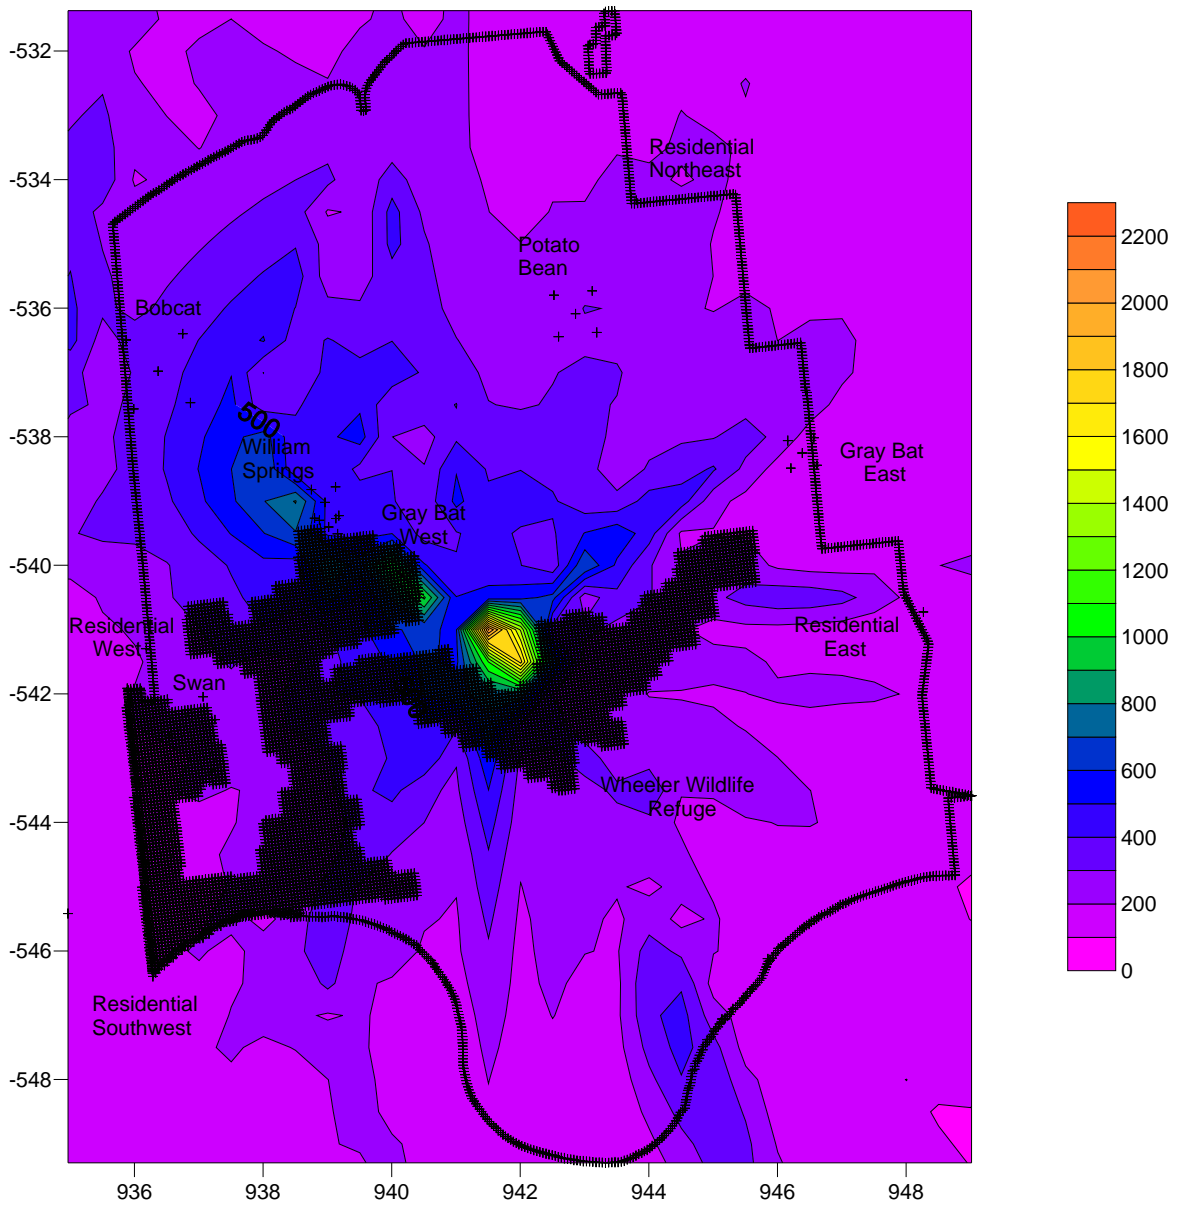 -532
-534
-536
-538
-540
-542
-544
-546
-548
Residential
Northeast
Potato
Bean
Bobcat
500
William
Springs
Gray Bat
East
Gray Bat
West
Residential
West
Residential
East
Swan
Wheeler Wildlife
Refuge
Residential
Southwest
936
938
940
942
944
946
948
2200
2000
1800
1600
1400
1200
1000
800
600
400
200
0